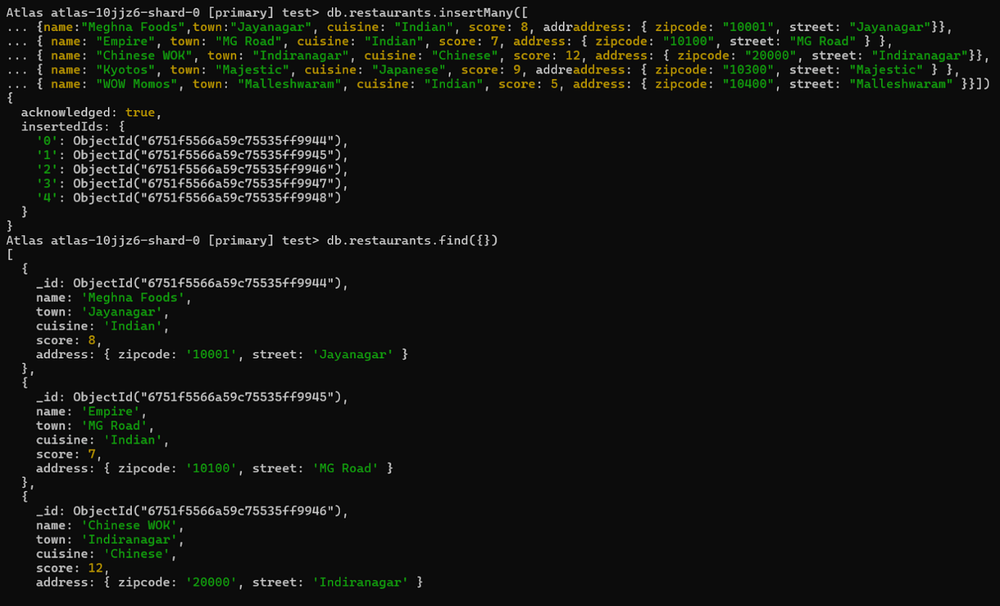 Atlas atlas-10jjz6-shard-0 [primary] test> db.restaurants.insertMany([
... {name:"Meghna Foods",town:"Jayanagar", cuisine: "Indian", score: 8, addraddress: { zipcode: "10001", street: "Jayanagar"}},
... { name: "Empire", town: "MG Road", cuisine: "Indian", score: 7, address: { zipcode: "10100", street: "MG Road" } },
... { name: "Chinese WOK", town: "Indiranagar", cuisine: "Chinese", score: 12, address: { zipcode: "20000", street: "Indiranagar"}},
... { name: "Kyotos", town: "Majestic", cuisine: "Japanese", score: 9, addreaddress: { zipcode: "10300", street: "Majestic" } },
... { name: "WOW Momos", town: "Malleshwaram", cuisine: "Indian", score: 5, address: { zipcode: "10400", street: "Malleshwaram" }}])
{
  acknowledged: true,
  insertedIds: {
    '0': ObjectId("6751f5566a59c75535ff9944"),
    '1': ObjectId("6751f5566a59c75535ff9945"),
    '2': ObjectId("6751f5566a59c75535ff9946"),
    '3': ObjectId("6751f5566a59c75535ff9947"),
    '4': ObjectId("6751f5566a59c75535ff9948")
  }
}
Atlas atlas-10jjz6-shard-0 [primary] test> db.restaurants.find({})
[
  {
    _id: ObjectId("6751f5566a59c75535ff9944"),
    name: 'Meghna Foods',
    town: 'Jayanagar',
    cuisine: 'Indian',
    score: 8,
    address: { zipcode: '10001', street: 'Jayanagar' }
  },
  {
    _id: ObjectId("6751f5566a59c75535ff9945"),
    name: 'Empire',
    town: 'MG Road',
    cuisine: 'Indian',
    score: 7,
    address: { zipcode: '10100', street: 'MG Road' }
  },
  {
    _id: ObjectId("6751f5566a59c75535ff9946"),
    name: 'Chinese WOK',
    town: 'Indiranagar',
    cuisine: 'Chinese',
    score: 12,
    address: { zipcode: '20000', street: 'Indiranagar' }